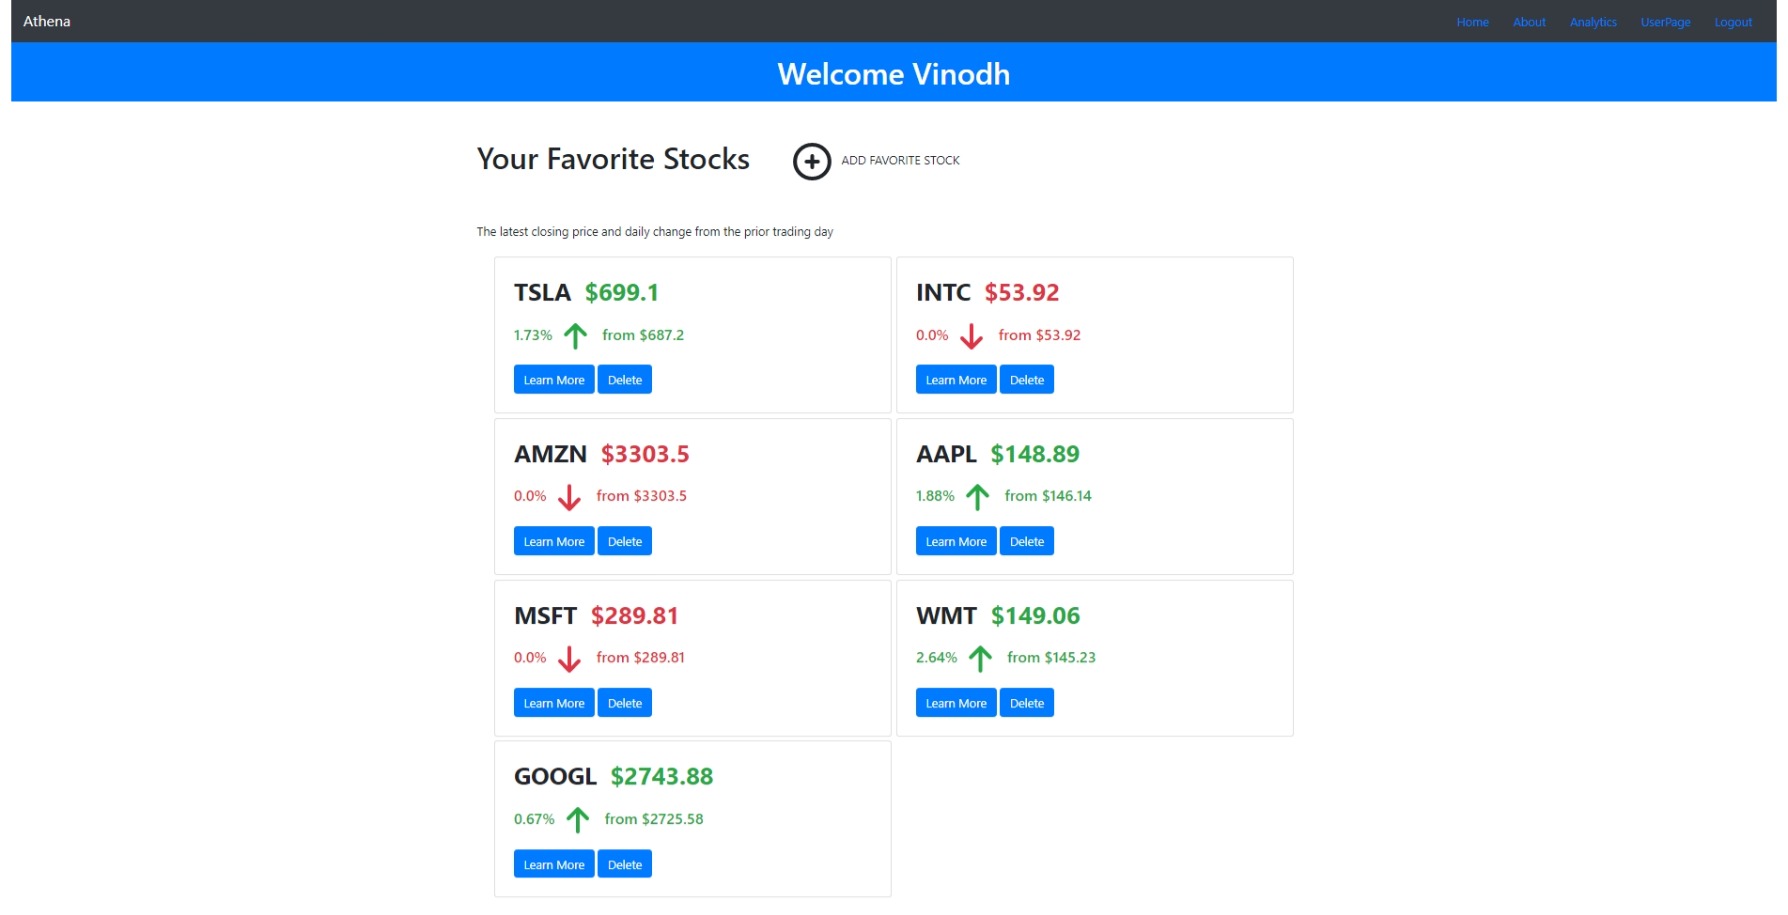 Athena Home About Analytics UserPage Logout
Welcome Vinodh
Your Favorite Stocks ADD FAVORITE STOCK
The latest closing price and daily change from the prior trading day
TSLA $699.1
1.73% from $687.2
Learn More Delete
INTC $53.92
0.0% from $53.92
Learn More Delete
AMZN $3303.5
0.0% from $3303.5
Learn More Delete
AAPL $148.89
1.88% from $146.14
Learn More Delete
MSFT $289.81
0.0% from $289.81
Learn More Delete
WMT $149.06
2.64% from $145.23
Learn More Delete
GOOGL $2743.88
0.67% from $2725.58
Learn More Delete